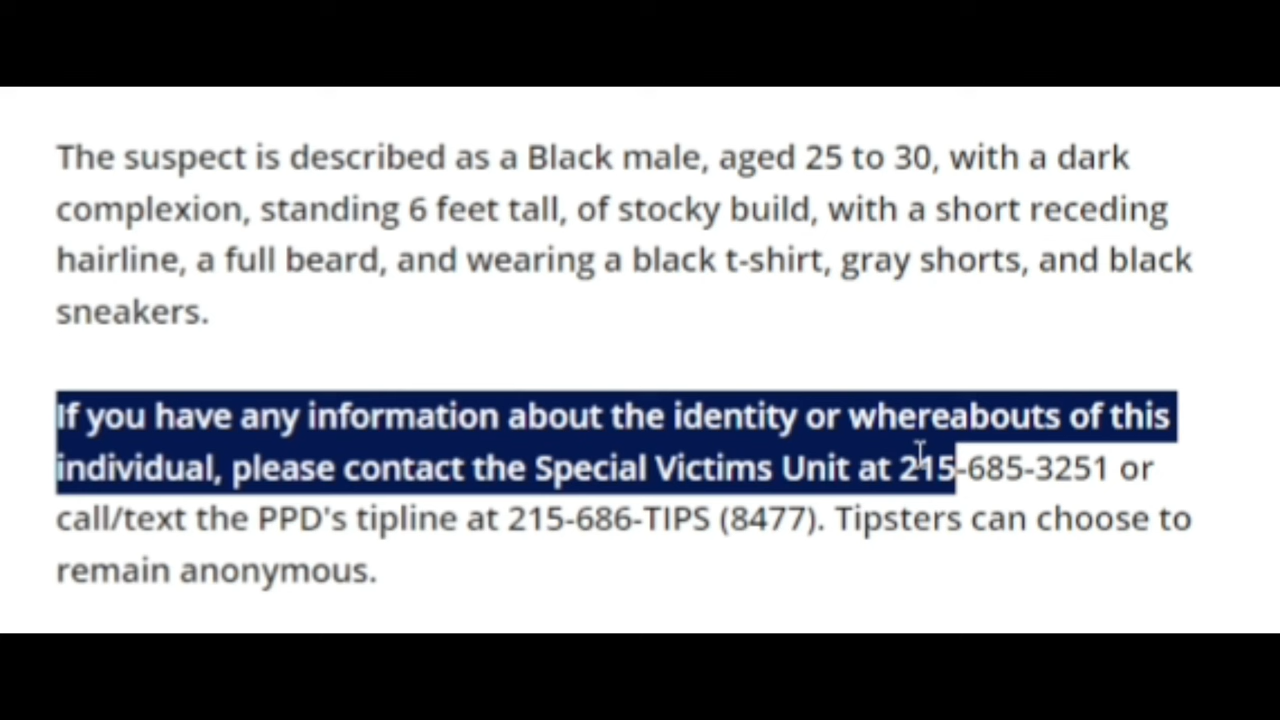 The suspect is described as a Black male, aged 25 to 30, with a dark
complexion, standing 6 feet tall, of stocky build, with a short receding
hairline, a full beard, and wearing a black t-shirt, gray shorts, and black
sneakers.
If you have any information about the identity or whereabouts of this
individual, please contact the Special Victims Unit at 215-685-3251 or
call/text the PPD's tipline at 215-686-TIPS (8477). Tipsters can choose to
remain anonymous.